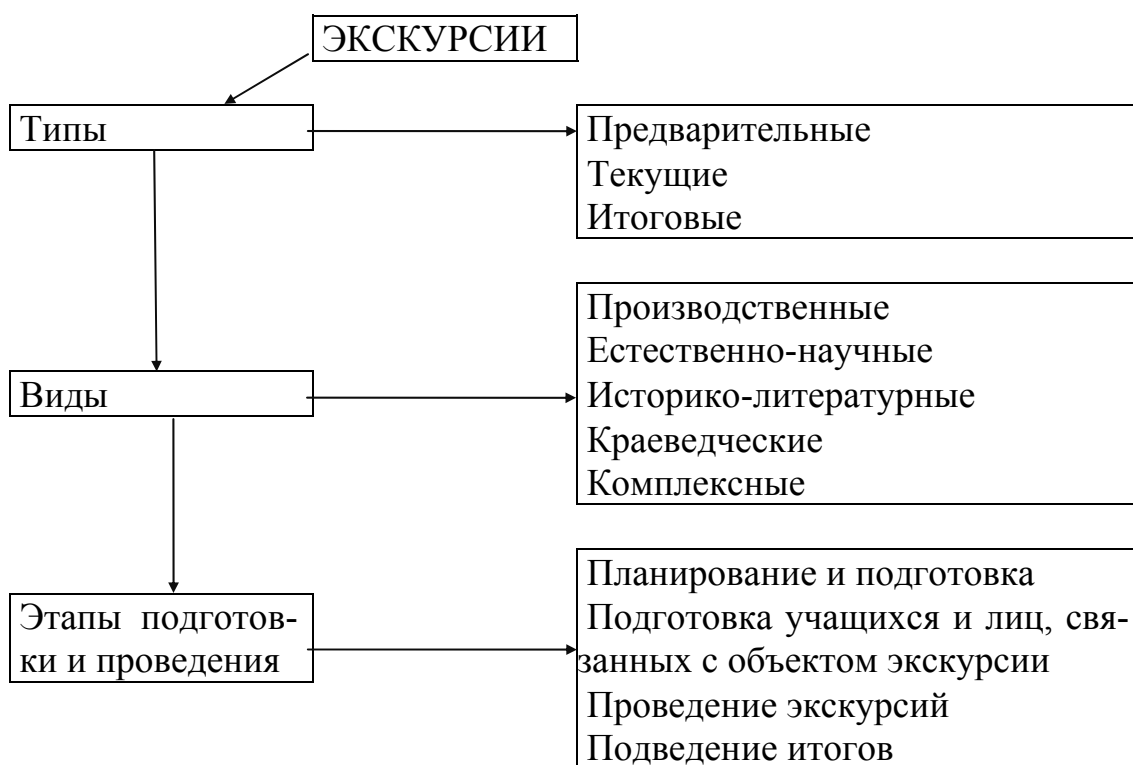 ЭКСКУРСИИ
Типы
Предварительные
Текущие
Итоговые
Виды
Производственные
Естественно-научные
Историко-литературные
Краеведческие
Комплексные
Этапы подготов-
ки и проведения
Планирование и подготовка
Подготовка учащихся и лиц, свя-
занных с объектом экскурсии
Проведение экскурсий
Подведение итогов